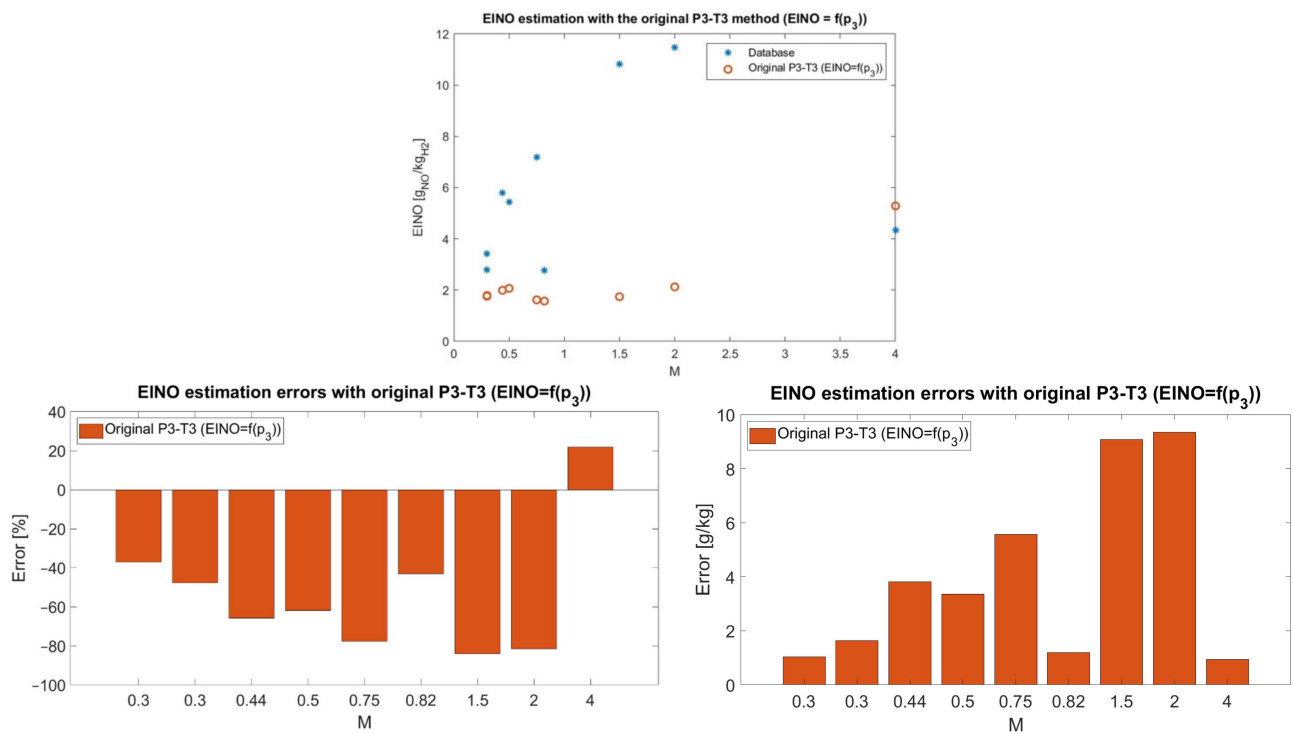 EINO estimation with the original P3-T3 method (EINO = f(p₃))
12
10
8
6
4
2
0
EINO [g_NO/kg_H2]
Database
Original P3-T3 (EINO=f(p₃))
0 0.5 1 1.5 2 2.5 3 3.5 4
M
EINO estimation errors with original P3-T3 (EINO=f(p₃))
40
20
0
−20
−40
−60
−80
−100
Error [%]
Original P3-T3 (EINO=f(p₃))
0.3 0.3 0.44 0.5 0.75 0.82 1.5 2 4
M
EINO estimation errors with original P3-T3 (EINO=f(p₃))
10
8
6
4
2
0
Error [g/kg]
Original P3-T3 (EINO=f(p₃))
0.3 0.3 0.44 0.5 0.75 0.82 1.5 2 4
M